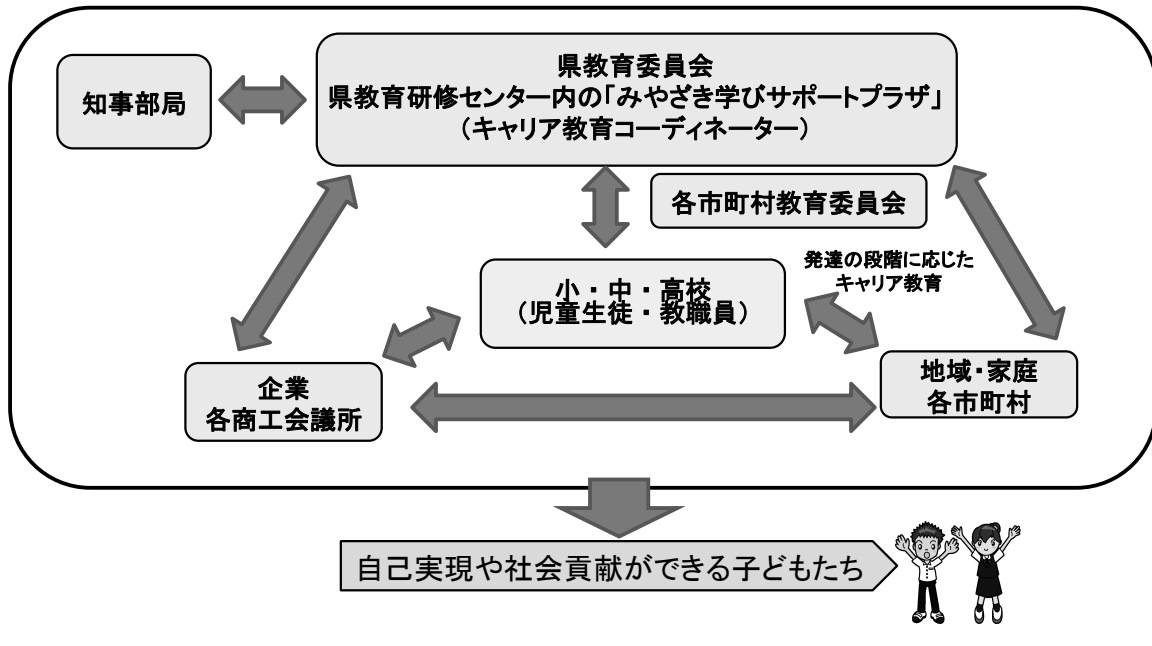 知事部局
県教育委員会
県教育研修センター内の「みやざき学びサポートプラザ」
（キャリア教育コーディネーター）
各市町村教育委員会
発達の段階に応じた
キャリア教育
小・中・高校
（児童生徒・教職員）
企業
各商工会議所
地域・家庭
各市町村
自己実現や社会貢献ができる子どもたち